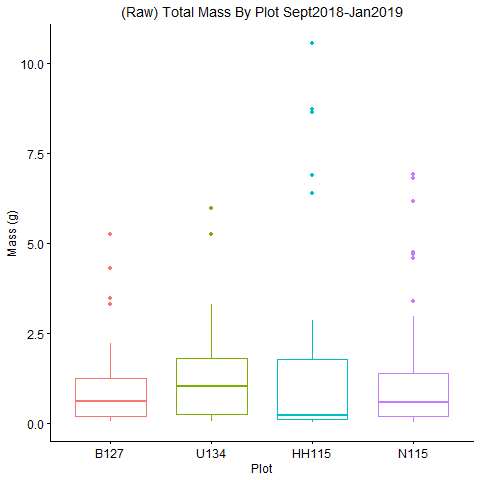 (Raw) Total Mass By Plot Sept2018-Jan2019
Mass (g)
10.0
7.5
5.0
2.5
0.0
B127 U134 HH115 N115
Plot